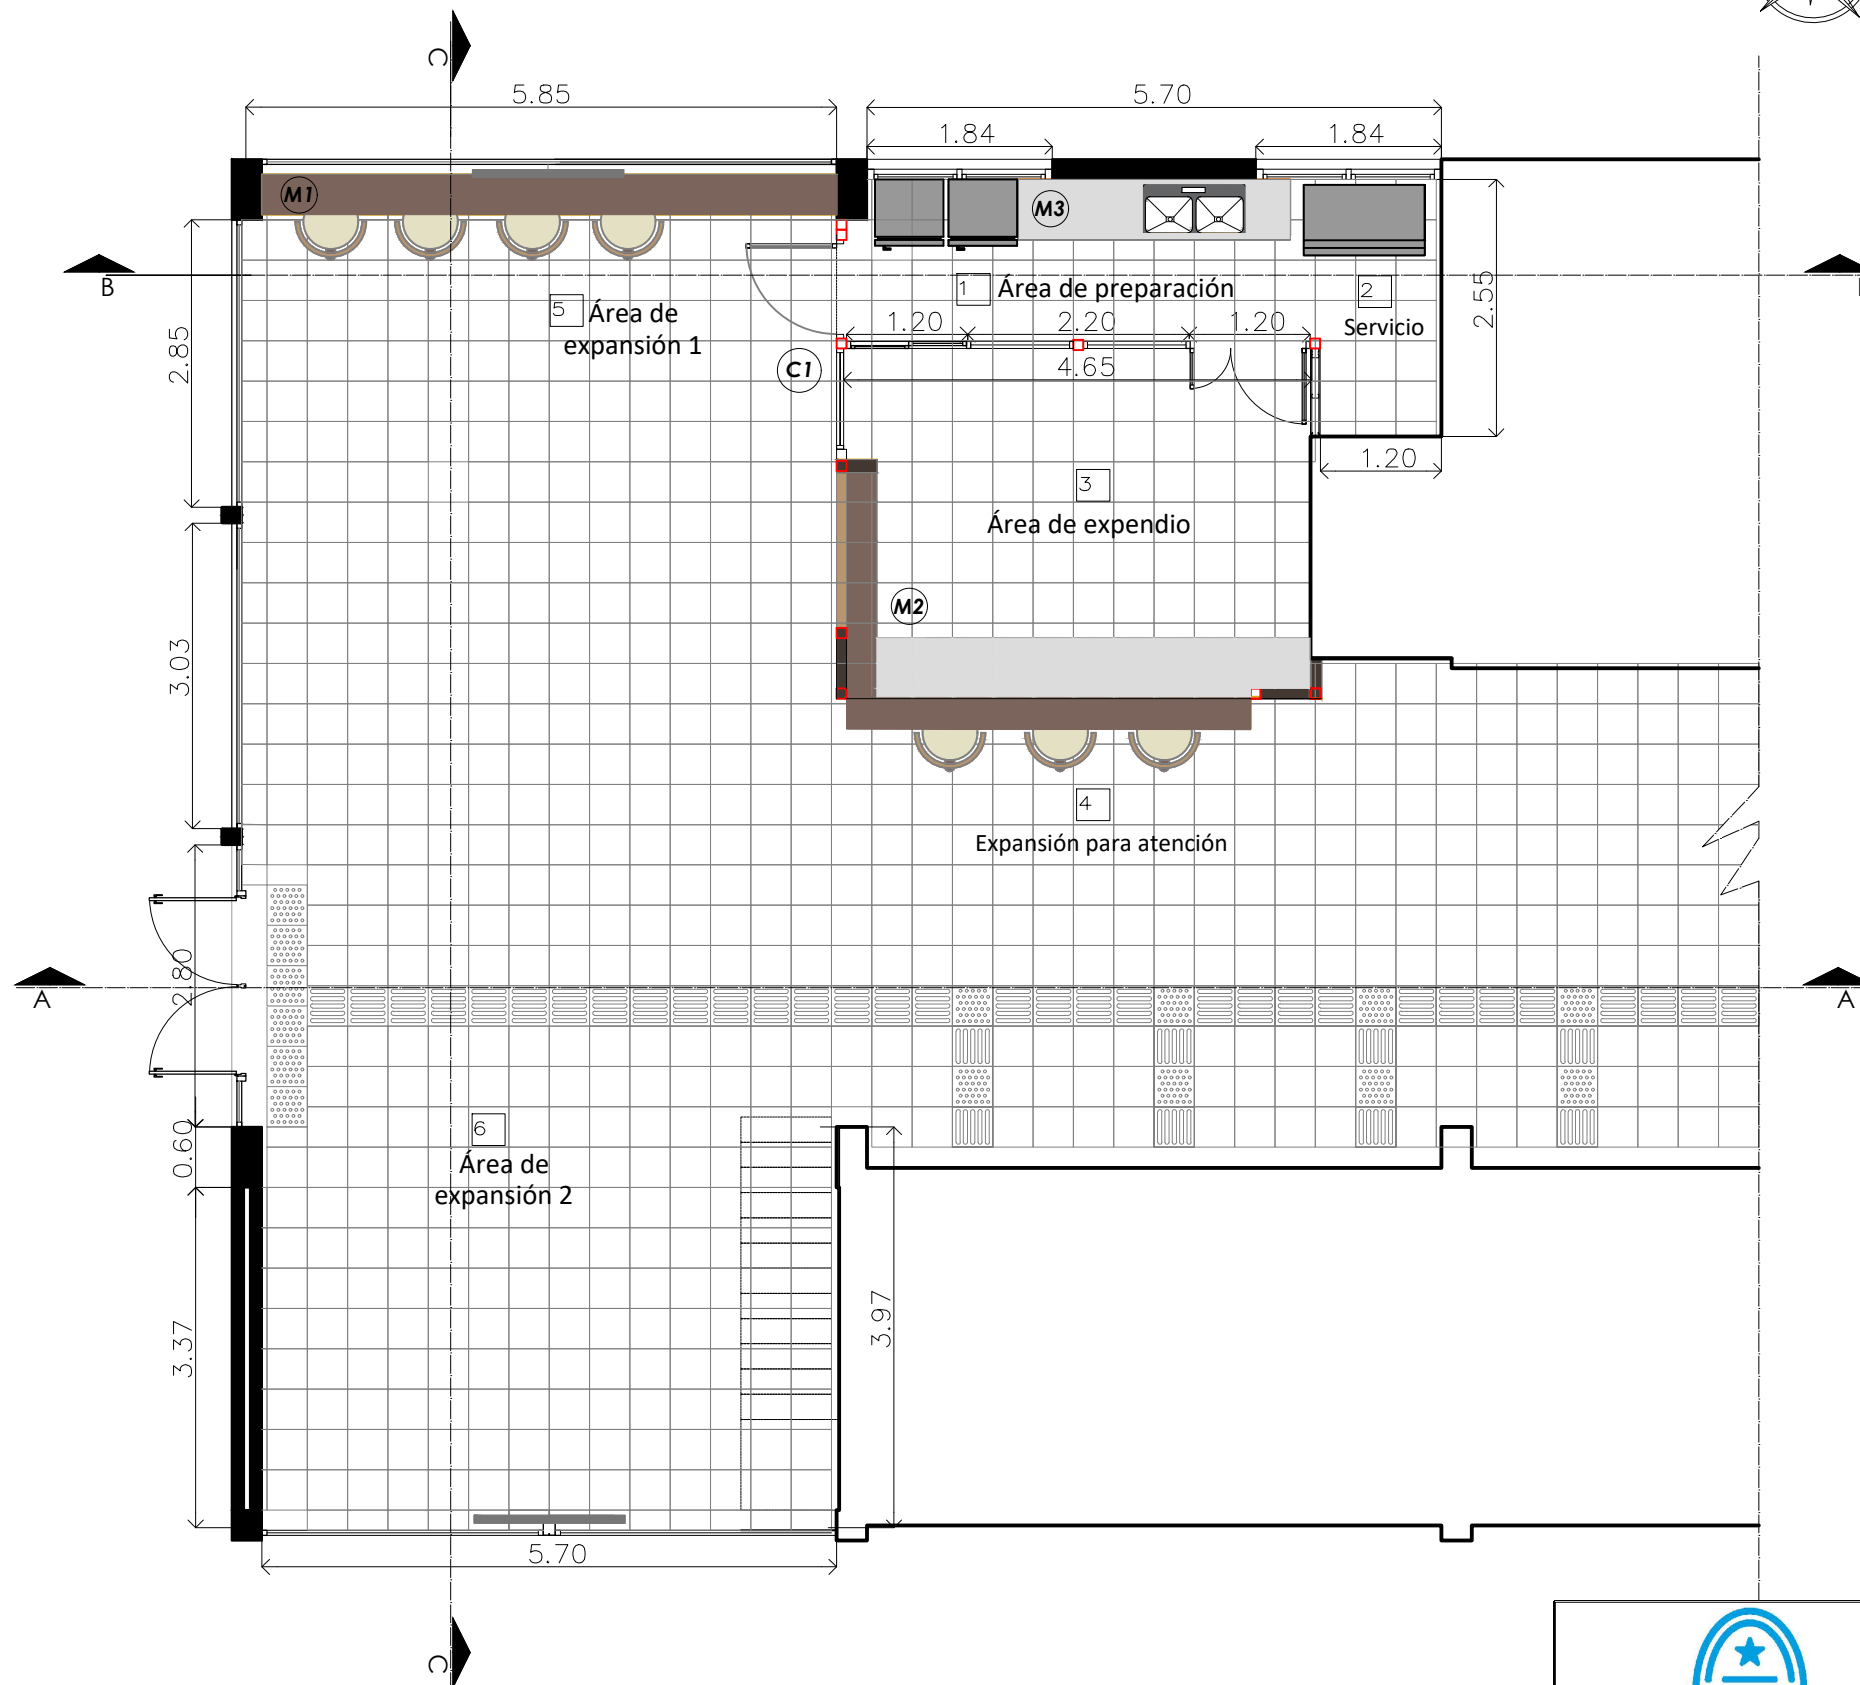 C
5.85
5.70
1.84
1.84
M1
M3
B
1
Área de preparación
2
5
Área de
expansión 1
Servicio
2.55
1.20
2.20
1.20
2.85
C1
4.65
1.20
3
Área de expendio
M2
3.03
4
Expansión para atención
2.80
A
A
6
0.60
Área de
expansión 2
3.37
3.97
5.70
C